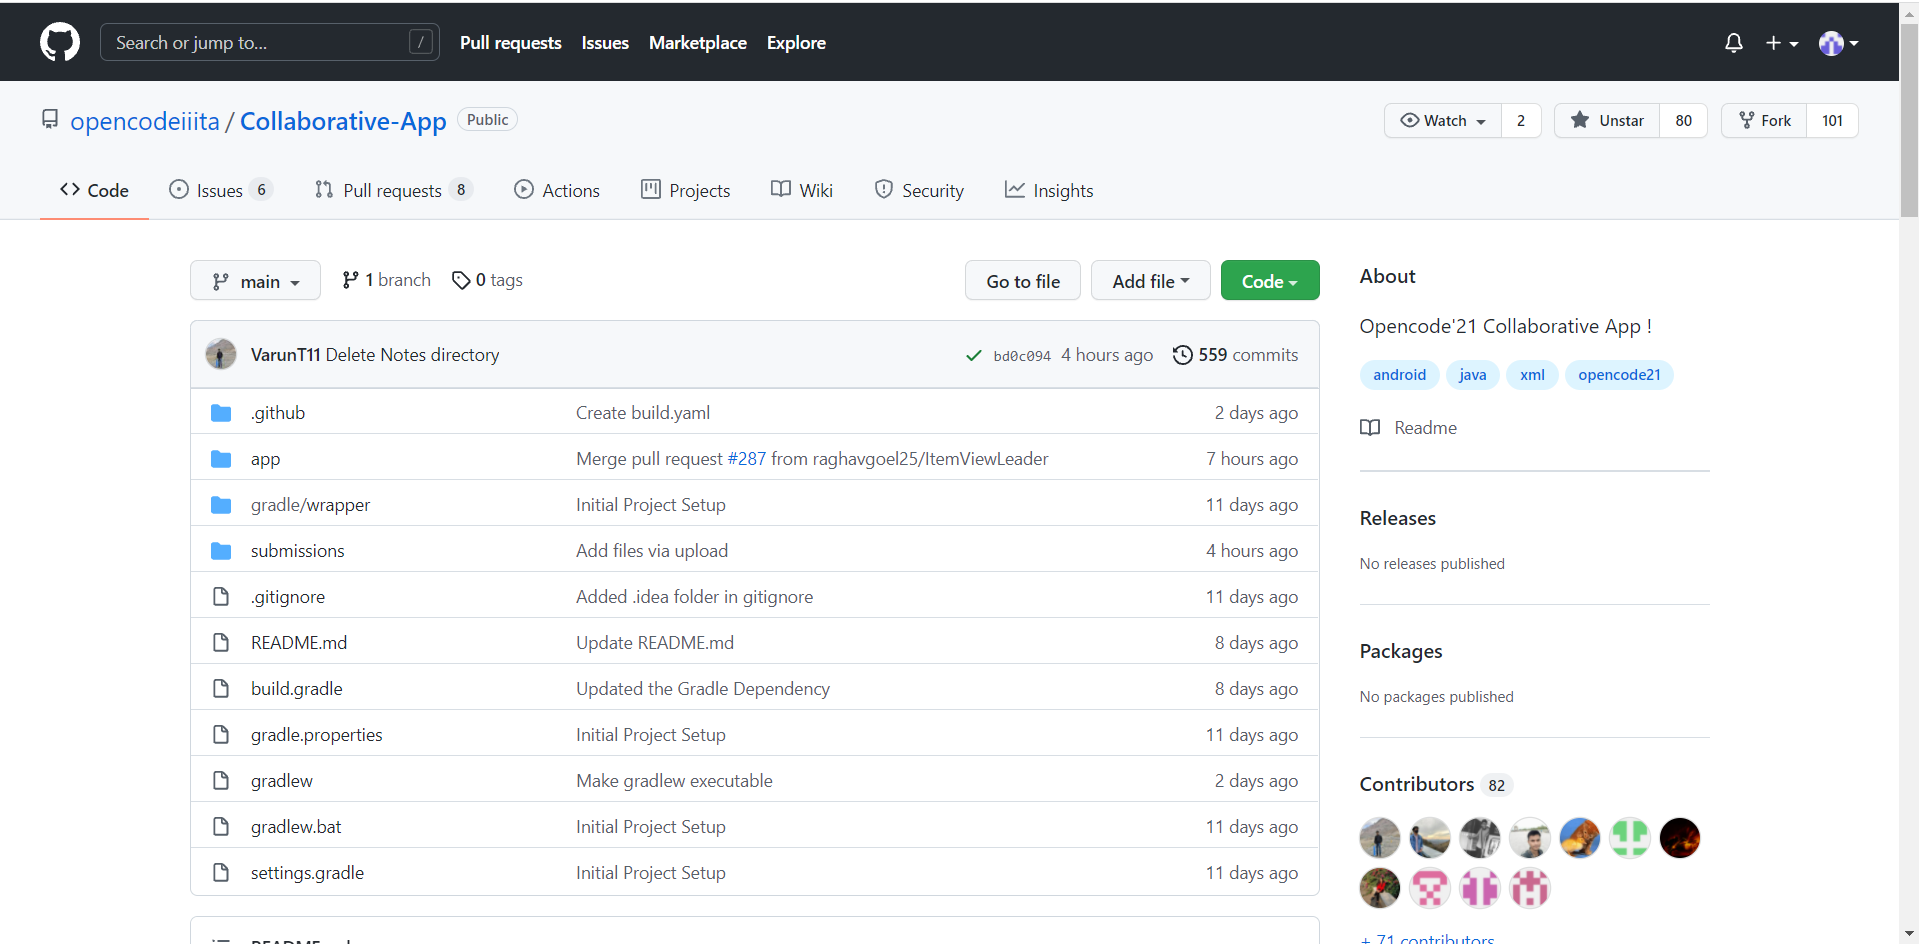 Search or jump to... /
Pull requests Issues Marketplace Explore
opencodeiiita / Collaborative-App Public
Watch 2 Unstar 80 Fork 101
Code Issues 6 Pull requests 8 Actions Projects Wiki Security Insights
main 1 branch 0 tags Go to file Add file Code
VarunT11 Delete Notes directory bd0c094 4 hours ago 559 commits
.github Create build.yaml 2 days ago
app Merge pull request #287 from raghavgoel25/ItemViewLeader 7 hours ago
gradle/wrapper Initial Project Setup 11 days ago
submissions Add files via upload 4 hours ago
.gitignore Added .idea folder in gitignore 11 days ago
README.md Update README.md 8 days ago
build.gradle Updated the Gradle Dependency 8 days ago
gradle.properties Initial Project Setup 11 days ago
gradlew Make gradlew executable 2 days ago
gradlew.bat Initial Project Setup 11 days ago
settings.gradle Initial Project Setup 11 days ago
About
Opencode'21 Collaborative App !
android java xml opencode21
Readme
Releases
No releases published
Packages
No packages published
Contributors 82
+ 71 contributors